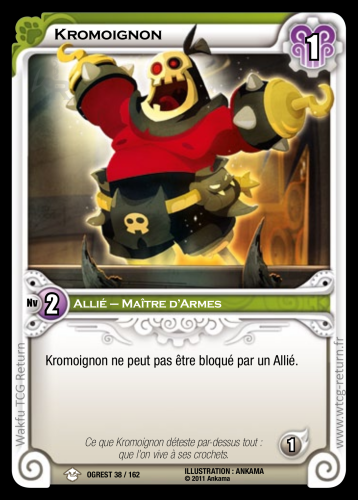 Kromoignon
1
Nv 2 Allié – Maître d'Armes
Kromoignon ne peut pas être bloqué par un Allié.
Wakfu TCG Return
www.wtcg-return.fr
Ce que Kromoignon déteste par-dessus tout :
que l'on vive à ses crochets.
1
OGREST 38 / 162
ILLUSTRATION : ANKAMA
© 2011 Ankama